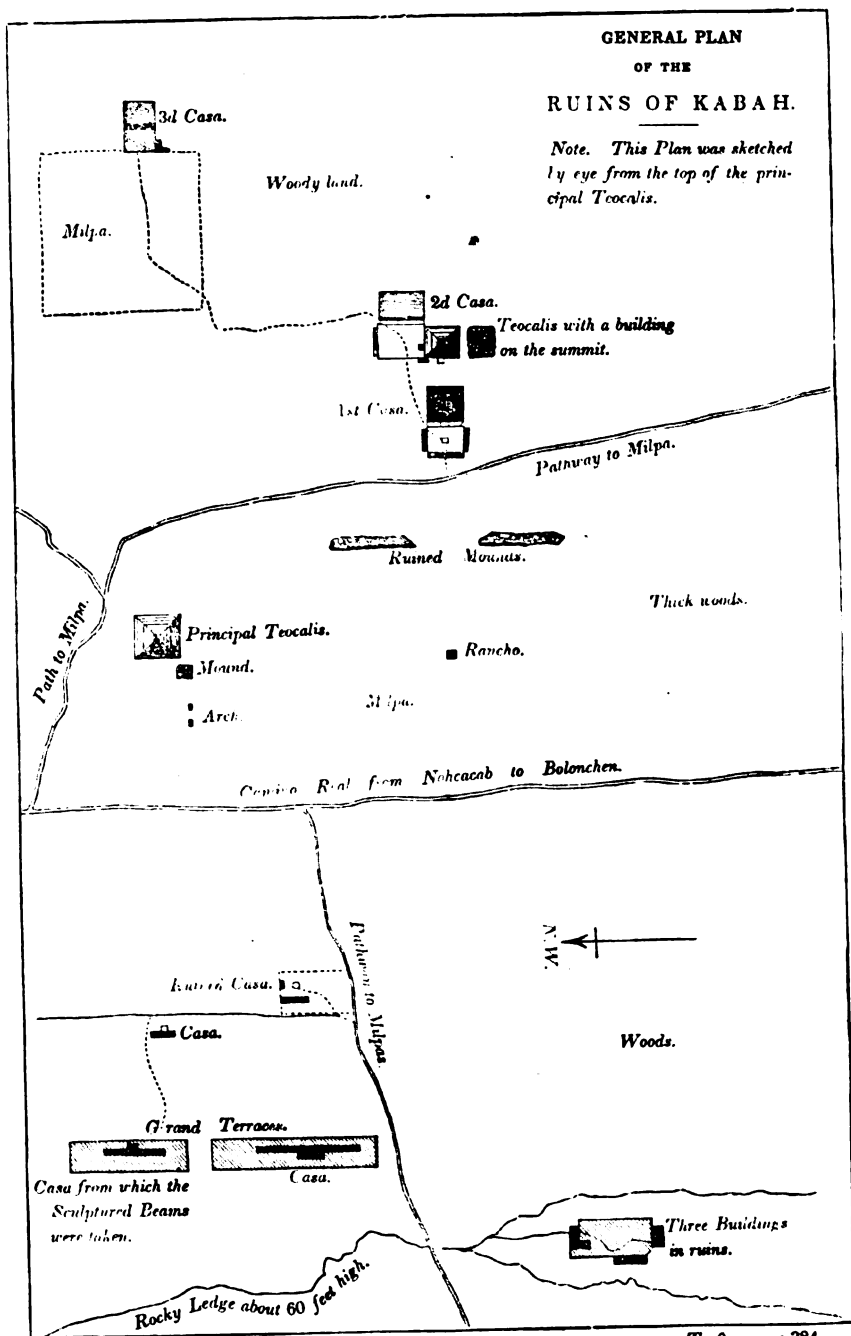 GENERAL PLAN
OF THE
RUINS OF KABAH.
Note. This Plan was sketched
by eye from the top of the prin-
cipal Teocalis.
3d Casa.
Woody land.
Milpa.
2d Casa.
Teocalis with a building
on the summit.
1st Casa.
Pathway to Milpa.
Ruined Mounds.
Thick woods.
Path to Milpa.
Principal Teocalis.
Mound.
Rancho.
Milpa.
Arch.
Camino Real from Nohcacab to Bolonchen.
N.W.
Pathway to Milpas.
Ruined Casa.
Casa.
Woods.
Grand Terraces.
Casa.
Casa from which the
Sculptured Beams
were taken.
Three Buildings
in ruins.
Rocky Ledge about 60 feet high.